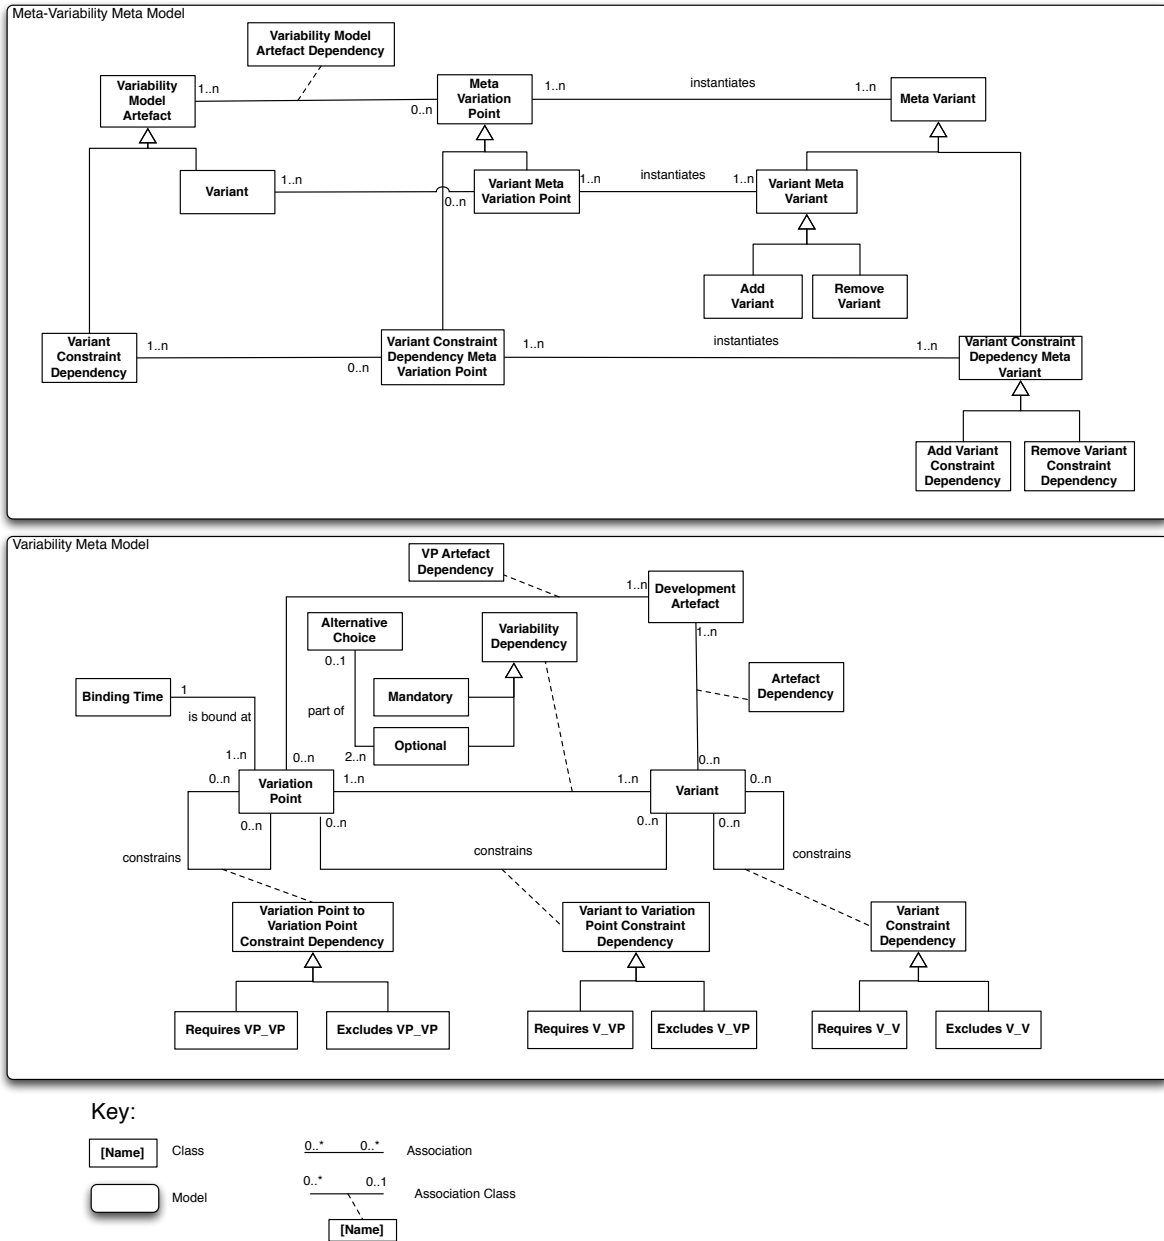 Meta-Variability Meta Model
Variability Model
Artefact Dependency
Variability
Model
Artefact
1..n
0..n
Meta
Variation
Point
1..n
instantiates
1..n
Meta Variant
Variant
1..n
0..n
Variant Meta
Variation Point
1..n
instantiates
1..n
Variant Meta
Variant
Add
Variant
Remove
Variant
Variant
Constraint
Dependency
1..n
0..n
Variant Constraint
Dependency Meta
Variation Point
1..n
instantiates
1..n
Variant Constraint
Depedency Meta
Variant
Add Variant
Constraint
Dependency
Remove Variant
Constraint
Dependency
Variability Meta Model
VP Artefact
Dependency
1..n
Development
Artefact
1..n
Alternative
Choice
0..1
Variability
Dependency
Artefact
Dependency
Binding Time
1
is bound at
part of
Mandatory
Optional
1..n
0..n
2..n
0..n
0..n
Variation
Point
1..n
1..n
Variant
0..n
0..n
0..n
0..n
0..n
constrains
constrains
constrains
Variation Point to
Variation Point
Constraint Dependency
Variant to Variation
Point Constraint
Dependency
Variant
Constraint
Dependency
Requires VP_VP
Excludes VP_VP
Requires V_VP
Excludes V_VP
Requires V_V
Excludes V_V
Key:
[Name]
Class
0..*
0..*
Association
Model
0..*
0..1
Association Class
[Name]